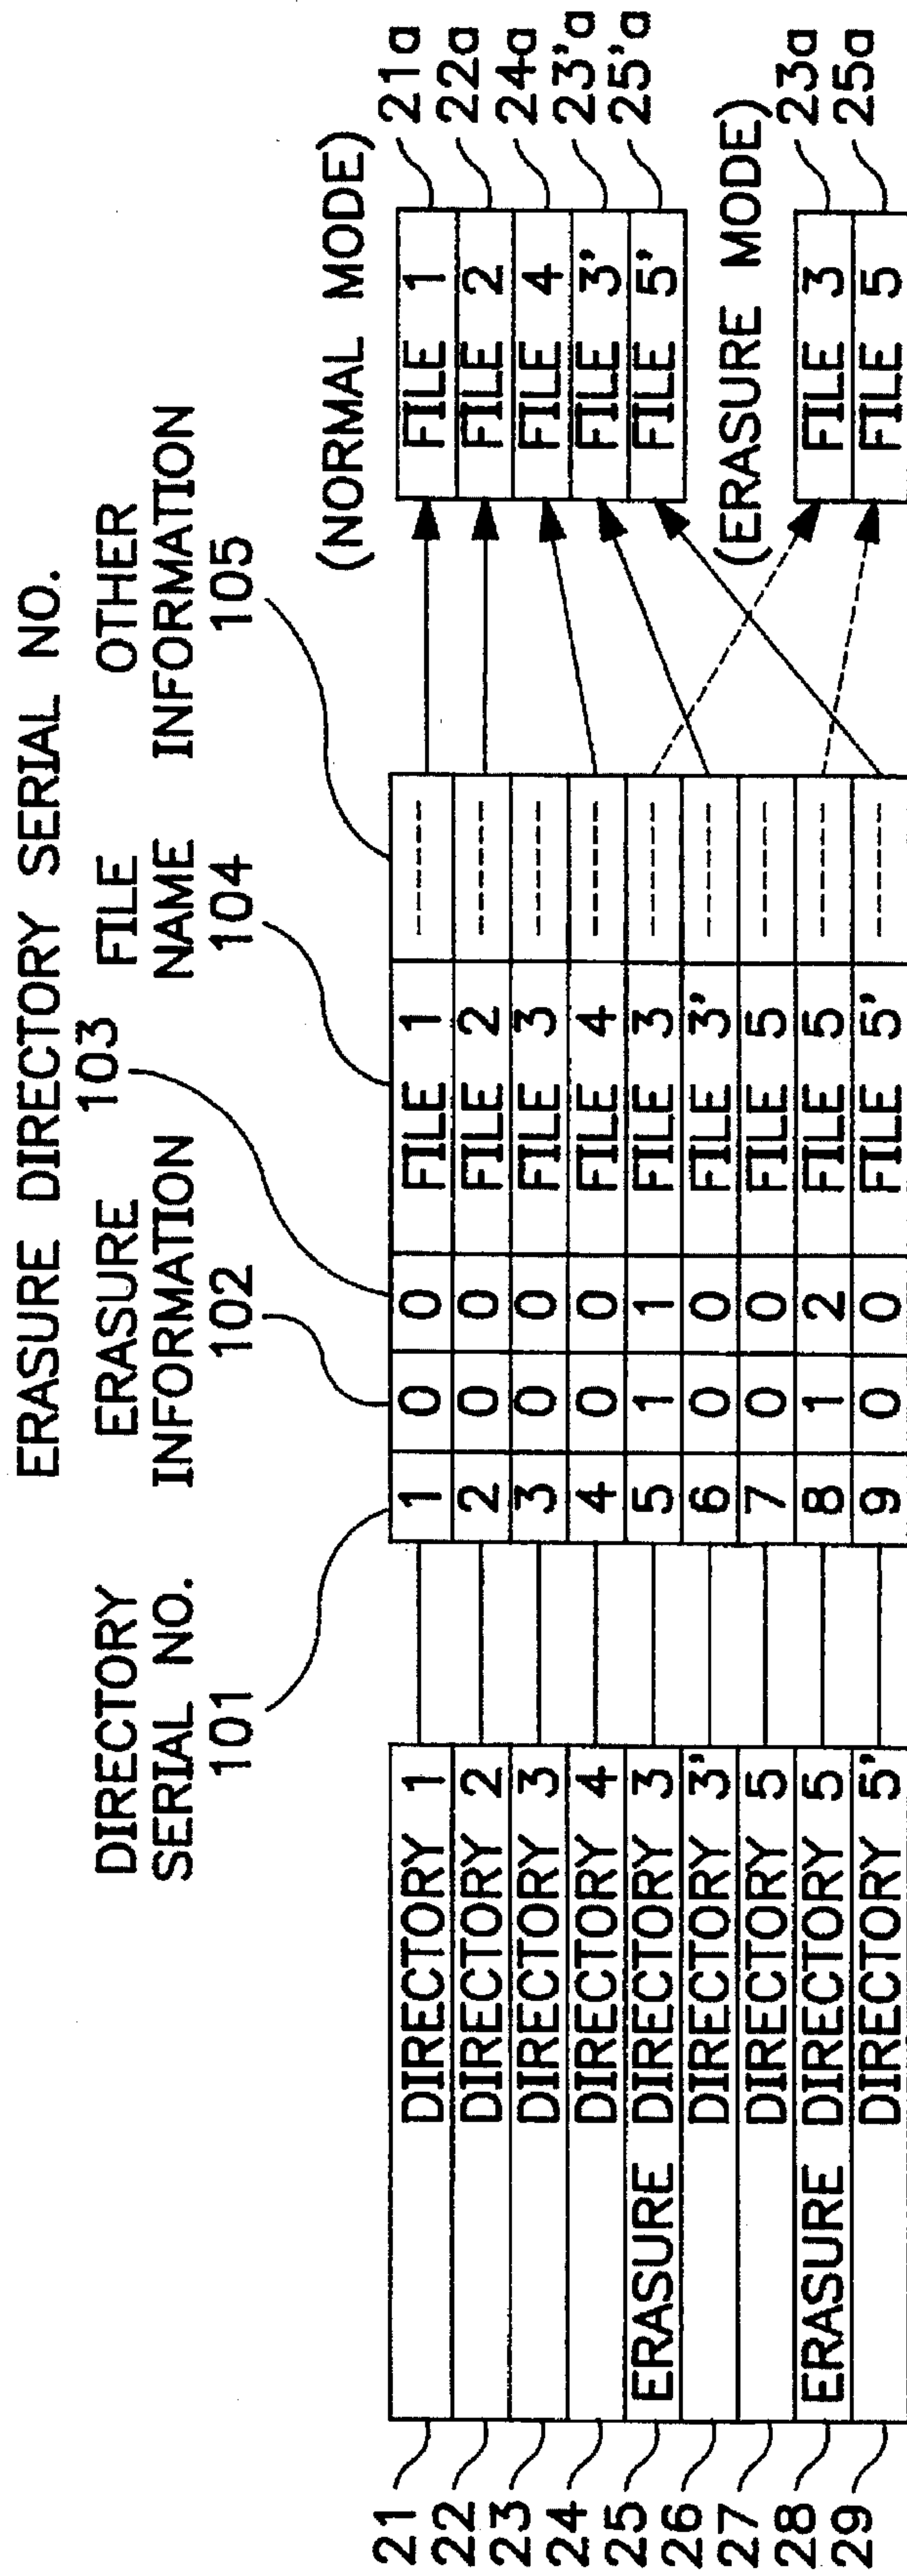 ERASURE DIRECTORY SERIAL NO.
103
DIRECTORY
SERIAL NO.
101
ERASURE
INFORMATION
102
FILE
NAME
104
OTHER
INFORMATION
105
(NORMAL MODE)
21 DIRECTORY 1 1 0 0 FILE 1 ----- FILE 1 21a
22 DIRECTORY 2 2 0 0 FILE 2 ----- FILE 2 22a
23 DIRECTORY 3 3 0 0 FILE 3 ----- FILE 4 24a
24 DIRECTORY 4 4 0 0 FILE 4 ----- FILE 3' 23'a
25 ERASURE DIRECTORY 3 5 1 1 FILE 3 ----- FILE 5' 25'a
26 DIRECTORY 3' 6 0 0 FILE 3' -----
27 DIRECTORY 5 7 0 0 FILE 5 ----- (ERASURE MODE)
28 ERASURE DIRECTORY 5 8 1 2 FILE 5 ----- FILE 3 23a
29 DIRECTORY 5' 9 0 0 FILE 5' ----- FILE 5 25a